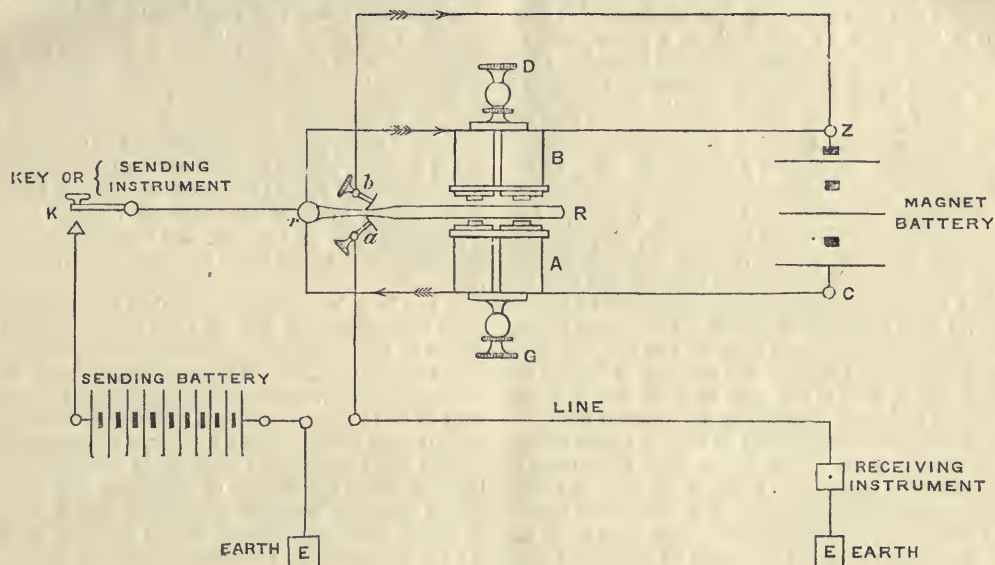 D
Z
B
KEY OR { SENDING
INSTRUMENT
b
K
r
R
MAGNET
BATTERY
a
A
C
G
SENDING BATTERY
LINE
RECEIVING
INSTRUMENT
EARTH E
E EARTH